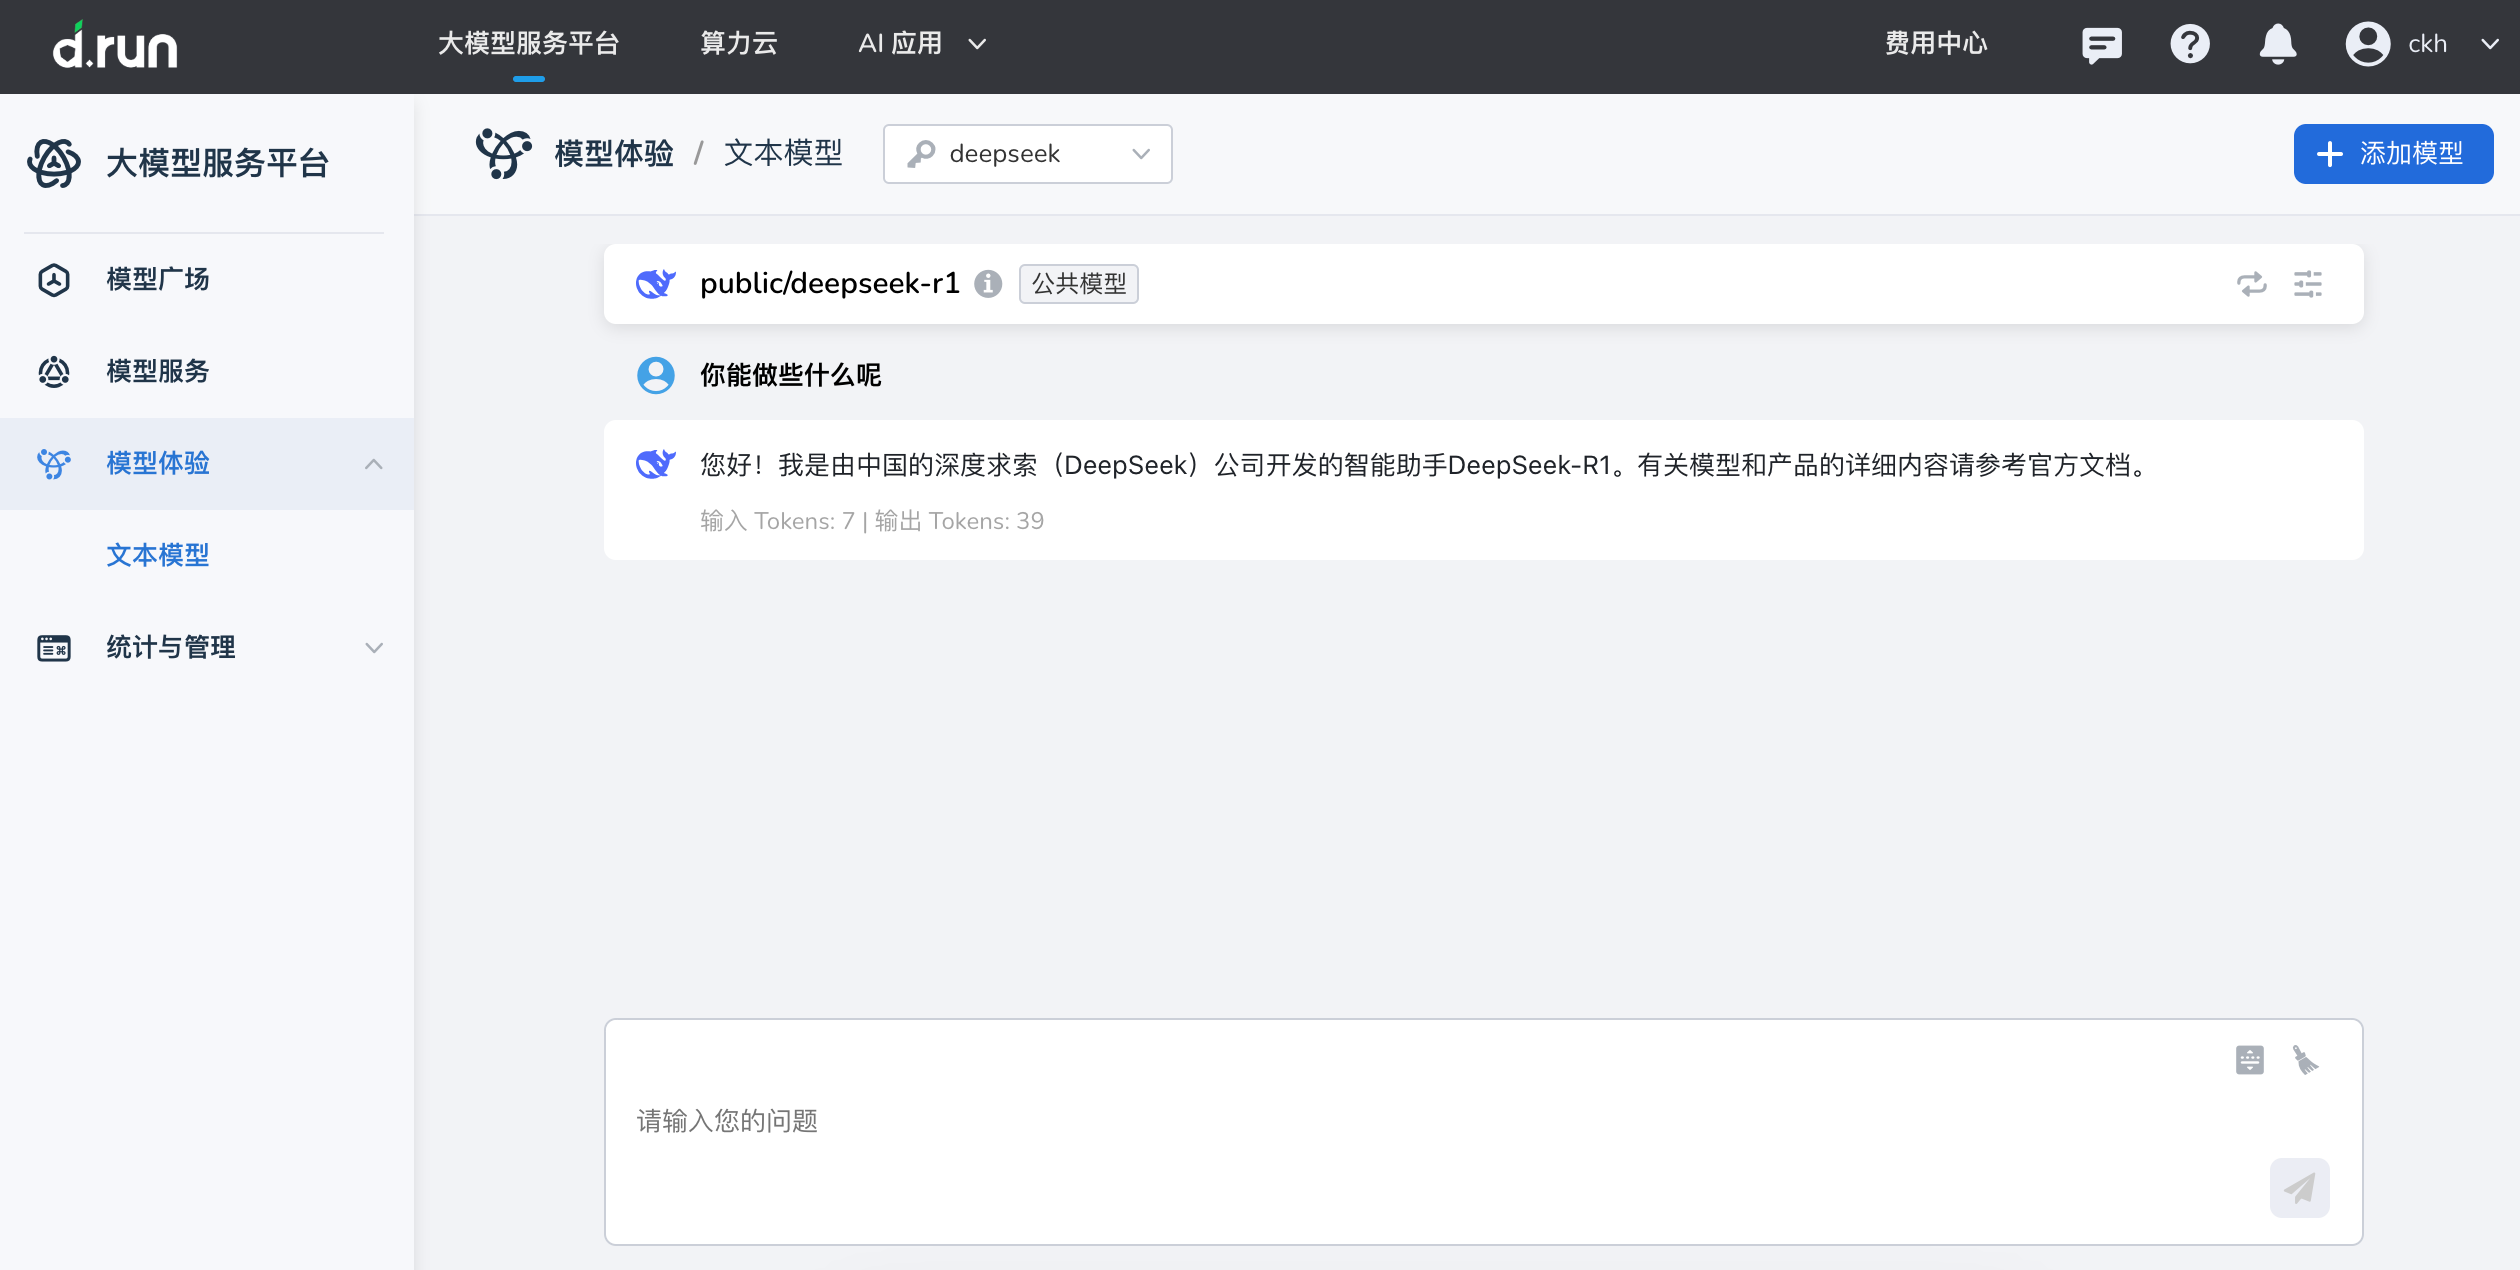 d.run
大模型服务平台
算力云
AI 应用
费用中心
ckh
大模型服务平台
模型广场
模型服务
模型体验
文本模型
统计与管理
模型体验 / 文本模型
deepseek
添加模型
public/deepseek-r1
公共模型
你能做些什么呢
您好！我是由中国的深度求索（DeepSeek）公司开发的智能助手DeepSeek-R1。有关模型和产品的详细内容请参考官方文档。
输入 Tokens: 7 | 输出 Tokens: 39
请输入您的问题